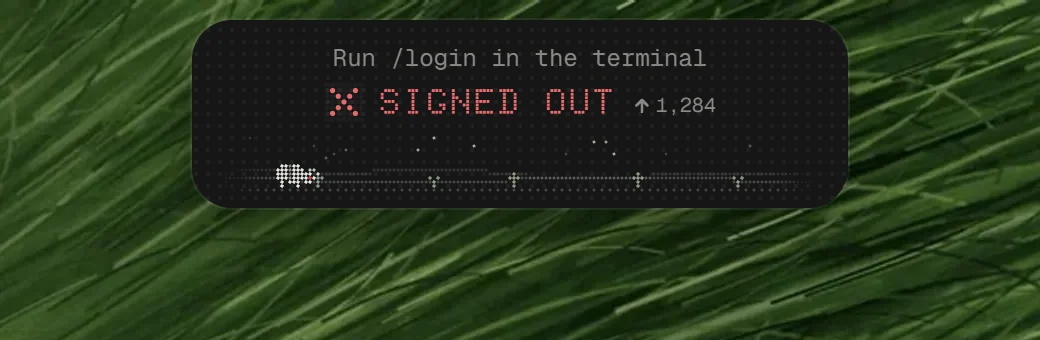 Run /login in the terminal
SIGNED OUT ↑ 1,284